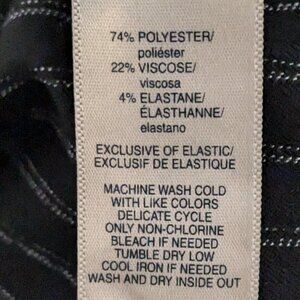 74% POLYESTER/
poliéster
22% VISCOSE/
viscosa
4% ELASTANE/
ÉLASTHANNE/
elastano
EXCLUSIVE OF ELASTIC/
EXCLUSIF DE ELASTIQUE
MACHINE WASH COLD
WITH LIKE COLORS
DELICATE CYCLE
ONLY NON-CHLORINE
BLEACH IF NEEDED
TUMBLE DRY LOW
COOL IRON IF NEEDED
WASH AND DRY INSIDE OUT